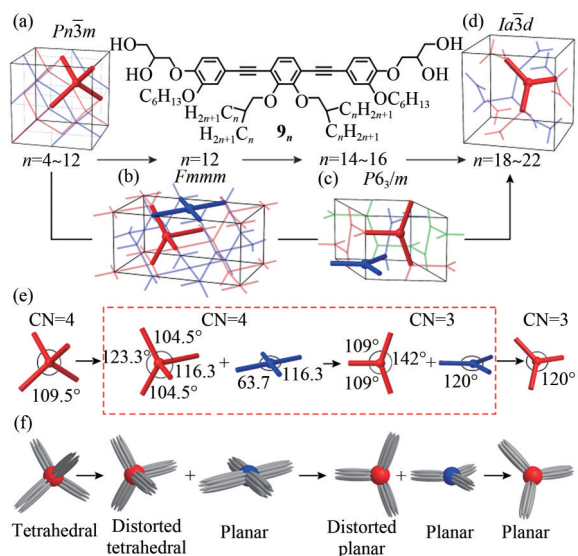 (a)
Pn3̅m
(d)
Ia3̅d
HO
OH
OH
OH
O
O
C6H13O
OC6H13
O
O
H2n+1Cn
CnH2n+1
H2n+1Cn
CnH2n+1
9n
n=4~12
n=12
n=14~16
n=18~22
(b)
Fmmm
(c)
P63/m
(e)
CN=4
CN=4
CN=3
CN=3
104.5°
123.3°
116.3
104.5°
109.5°
+
63.7
116.3
109°
142°
109°
+
120°
120°
(f)
+
+
Tetrahedral
Distorted
tetrahedral
Planar
Distorted
planar
Planar
Planar